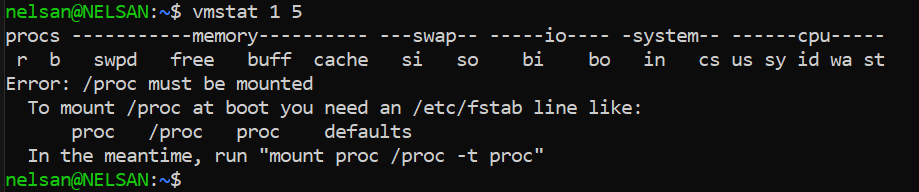 nelsan@NELSAN:~$ vmstat 1 5
procs -----------memory---------- ---swap-- -----io---- -system-- ------cpu-----
 r  b   swpd   free   buff  cache   si   so    bi    bo   in   cs us sy id wa st
Error: /proc must be mounted
  To mount /proc at boot you need an /etc/fstab line like:
      proc   /proc   proc    defaults
  In the meantime, run "mount proc /proc -t proc"
nelsan@NELSAN:~$